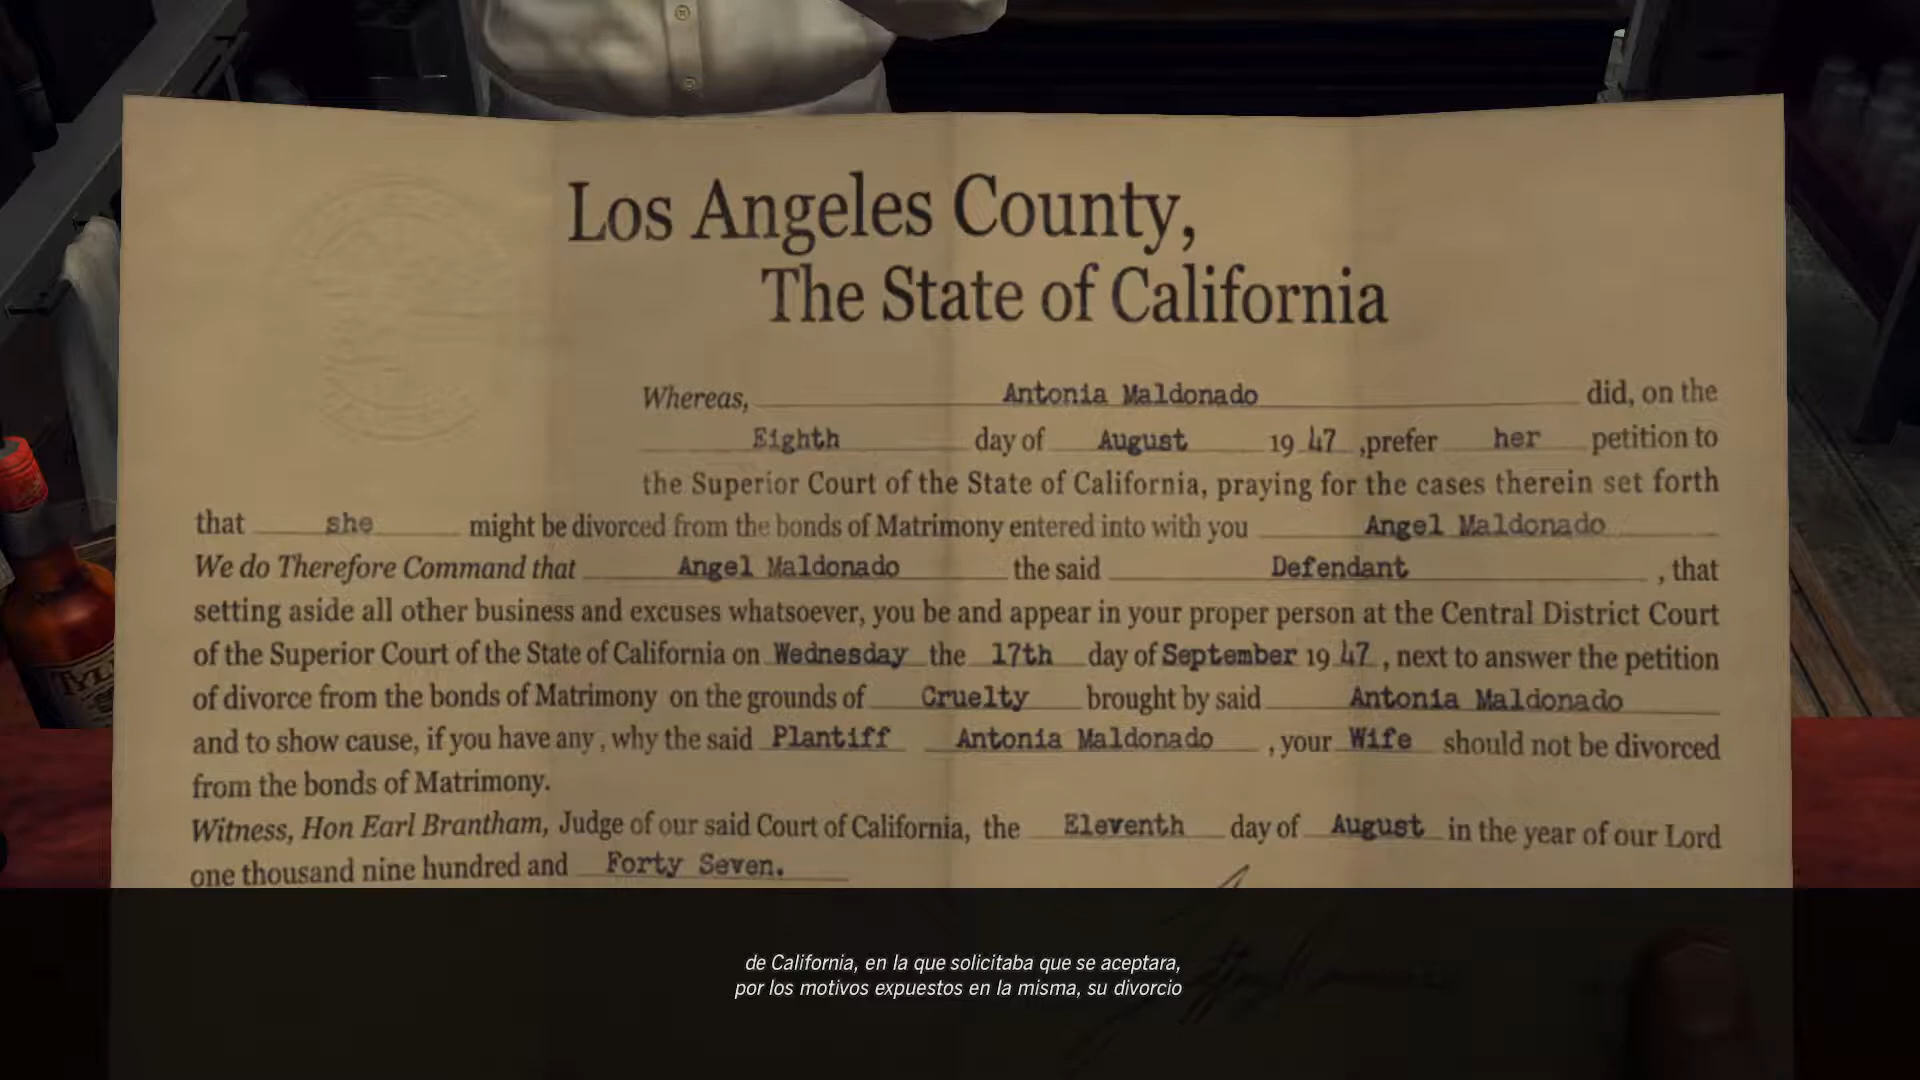 Los Angeles County,
The State of California
Whereas, Antonia Maldonado did, on the
Eighth day of August 19 47 ,prefer her petition to
the Superior Court of the State of California, praying for the cases therein set forth
that she might be divorced from the bonds of Matrimony entered into with you Angel Maldonado
We do Therefore Command that Angel Maldonado the said Defendant , that
setting aside all other business and excuses whatsoever, you be and appear in your proper person at the Central District Court
of the Superior Court of the State of California on Wednesday the 17th day of September 19 47 , next to answer the petition
of divorce from the bonds of Matrimony on the grounds of Cruelty brought by said Antonia Maldonado
and to show cause, if you have any , why the said Plantiff Antonia Maldonado , your Wife should not be divorced
from the bonds of Matrimony.
Witness, Hon Earl Brantham, Judge of our said Court of California, the Eleventh day of August in the year of our Lord
one thousand nine hundred and Forty Seven.
de California, en la que solicitaba que se aceptara,
por los motivos expuestos en la misma, su divorcio